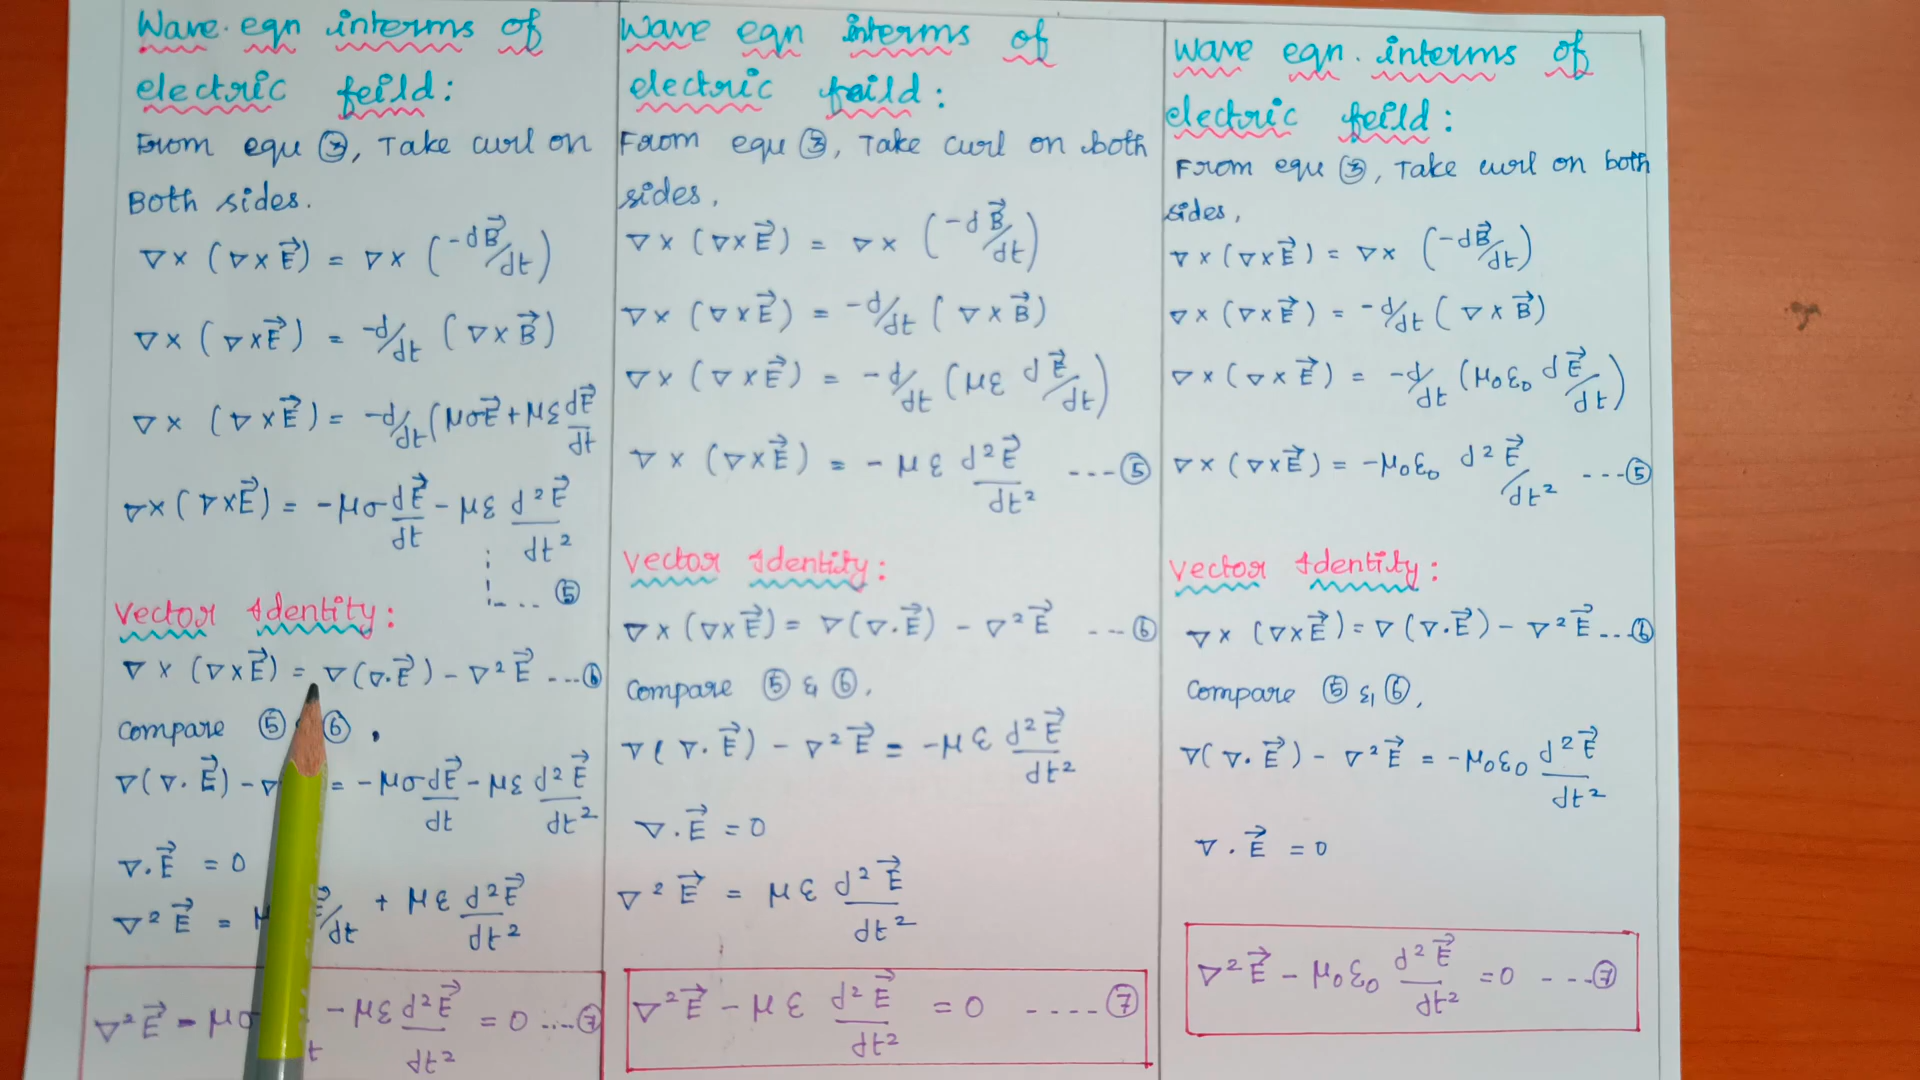 Wave eqn interms of
electric feild:
From equ ③, Take curl on
Both sides.
∇ × (∇×E⃗) = ∇× (-dB⃗/dt)
∇× (∇×E⃗) = -d/dt (∇×B⃗)
∇× (∇×E⃗) = -d/dt (μσE⃗ + με dE⃗/dt
∇×(∇×E⃗) = -μσ dE⃗/dt - με d²E⃗/dt²
---- ⑤
Vector Identity:
∇ × (∇×E⃗) = ∇(∇.E⃗) - ∇²E⃗ ---⑥
Compare ⑤ ⑥,
∇(∇.E⃗) - ∇ = -μσ dE⃗/dt - με d²E⃗/dt²
∇.E⃗ = 0
∇²E⃗ = μ E⃗/dt + με d²E⃗/dt²
∇²E⃗ - μσ t - με d²E⃗/dt² = 0 ...⑦
Wave eqn interms of
electric feild:
From equ ③, Take curl on both
sides,
∇ × (∇×E⃗) = ∇× (-dB⃗/dt)
∇× (∇×E⃗) = -d/dt (∇×B⃗)
∇× (∇×E⃗) = -d/dt (με dE⃗/dt)
∇ × (∇×E⃗) = -με d²E⃗/dt² ---⑤
Vector Identity:
∇× (∇×E⃗) = ∇(∇.E⃗) - ∇²E⃗ ---⑥
Compare ⑤ & ⑥,
∇(∇.E⃗) - ∇²E⃗ = -με d²E⃗/dt²
∇.E⃗ = 0
∇²E⃗ = με d²E⃗/dt²
∇²E⃗ - με d²E⃗/dt² = 0 ----⑦
Wave eqn. interms of
electric feild:
From equ ③, Take curl on both
sides,
∇ × (∇×E⃗) = ∇× (-dB⃗/dt)
∇× (∇×E⃗) = -d/dt (∇×B⃗)
∇× (∇×E⃗) = -d/dt (μ₀ε₀ dE⃗/dt)
∇× (∇×E⃗) = -μ₀ε₀ d²E⃗/dt² ---⑤
Vector Identity:
∇× (∇×E⃗) = ∇(∇.E⃗) - ∇²E⃗ ...⑥
Compare ⑤ & ⑥,
∇(∇.E⃗) - ∇²E⃗ = -μ₀ε₀ d²E⃗/dt²
∇.E⃗ = 0
∇²E⃗ - μ₀ε₀ d²E⃗/dt² = 0 ---⑦